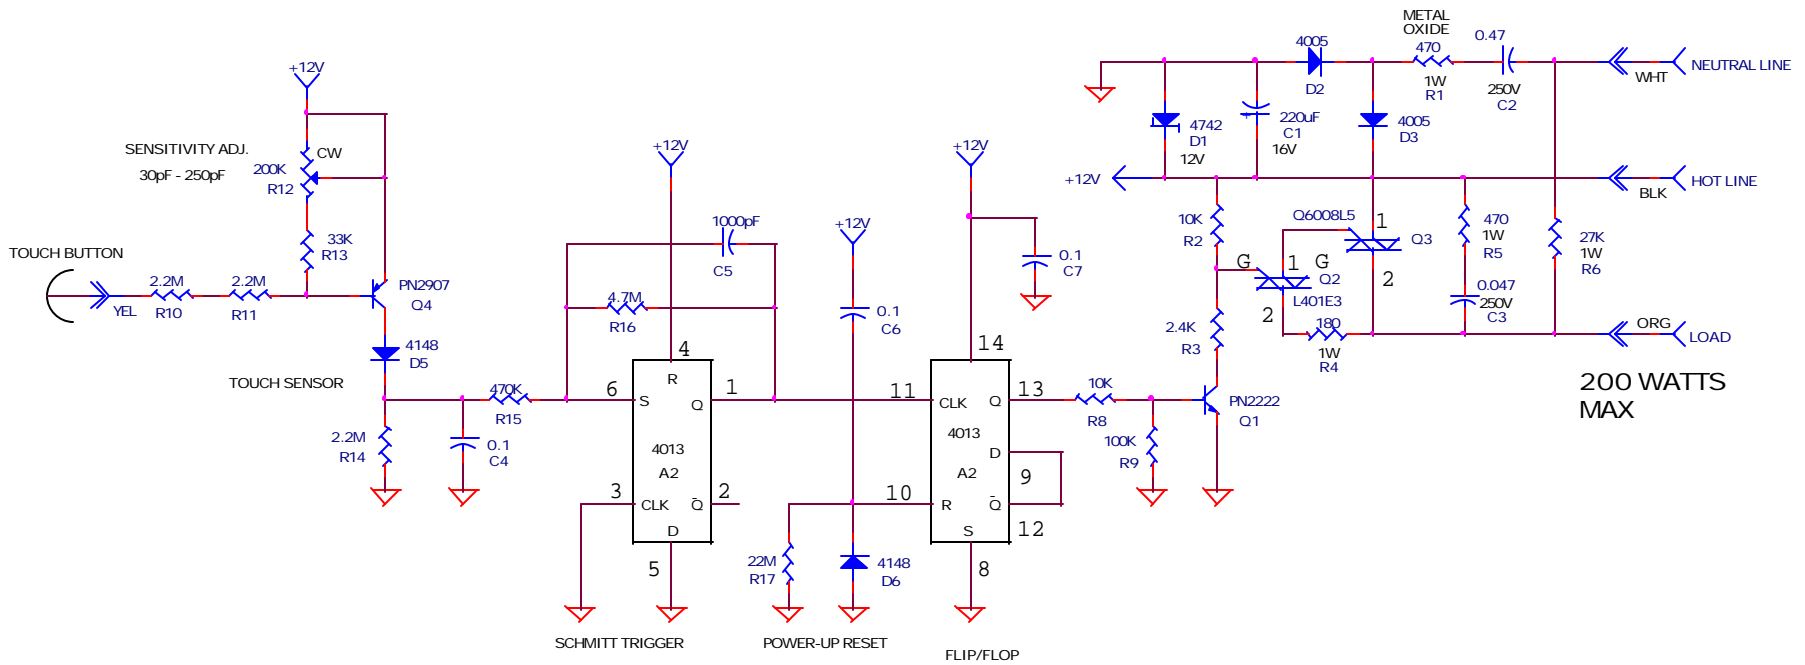 +12V
SENSITIVITY ADJ.
30pF - 250pF
CW
200K
R12
33K
R13
TOUCH BUTTON
YEL
2.2M
R10
2.2M
R11
PN2907
Q4
4148
D5
TOUCH SENSOR
2.2M
R14
0.1
C4
470K
R15
+12V
1000pF
C5
4.7M
R16
4
R
6
S
Q
1
4013
A2
3
CLK
Q̄
2
D
5
SCHMITT TRIGGER
+12V
0.1
C6
22M
R17
4148
D6
POWER-UP RESET
+12V
0.1
C7
14
11
CLK
Q
13
4013
A2
D
9
10
R
Q̄
12
S
8
FLIP/FLOP
10K
R8
100K
R9
PN2222
Q1
2.4K
R3
10K
R2
+12V
4742
D1
12V
220uF
C1
16V
+
4005
D2
4005
D3
METAL
OXIDE
470
1W
R1
0.47
250V
C2
WHT
NEUTRAL LINE
BLK
HOT LINE
Q6008L5
1
Q3
2
G
1
G
Q2
L401E3
2
180
1W
R4
470
1W
R5
0.047
250V
C3
27K
1W
R6
ORG
LOAD
200 WATTS
MAX